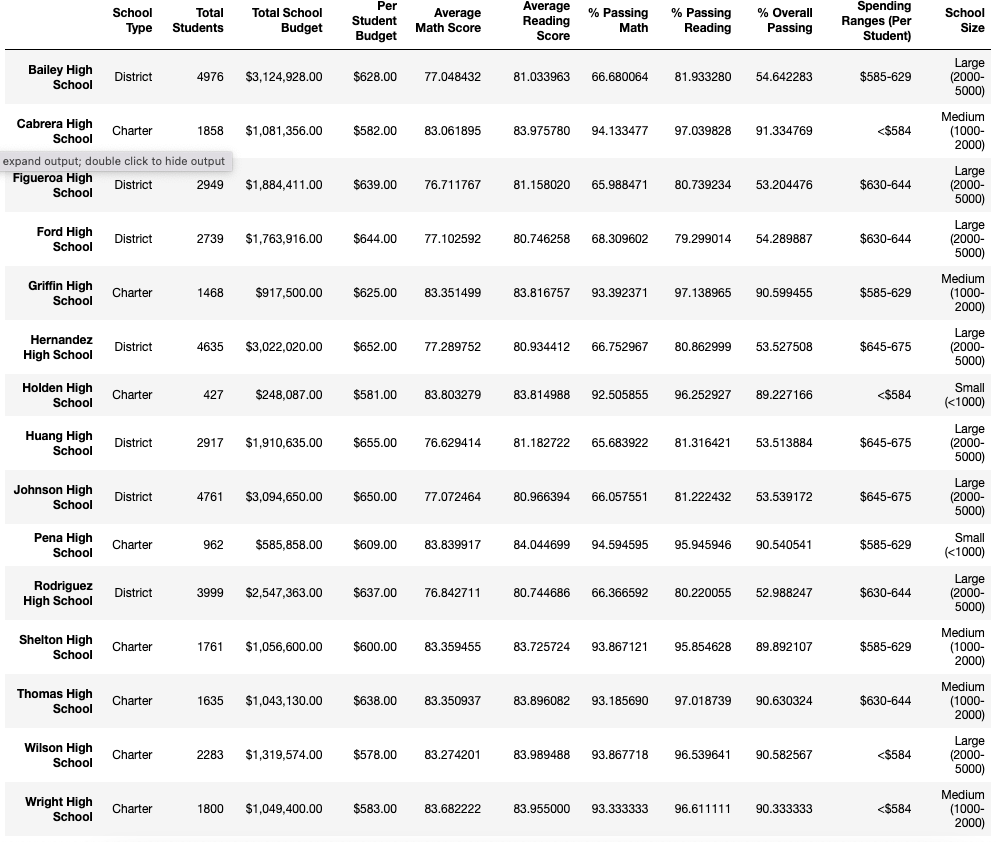 School Type Total Students Total School Budget Per Student Budget Average Math Score Average Reading Score % Passing Math % Passing Reading % Overall Passing Spending Ranges (Per Student) School Size
Bailey High School District 4976 $3,124,928.00 $628.00 77.048432 81.033963 66.680064 81.933280 54.642283 $585-629 Large (2000-5000)
Cabrera High School Charter 1858 $1,081,356.00 $582.00 83.061895 83.975780 94.133477 97.039828 91.334769 <$584 Medium (1000-2000)
expand output; double click to hide output
Figueroa High School District 2949 $1,884,411.00 $639.00 76.711767 81.158020 65.988471 80.739234 53.204476 $630-644 Large (2000-5000)
Ford High School District 2739 $1,763,916.00 $644.00 77.102592 80.746258 68.309602 79.299014 54.289887 $630-644 Large (2000-5000)
Griffin High School Charter 1468 $917,500.00 $625.00 83.351499 83.816757 93.392371 97.138965 90.599455 $585-629 Medium (1000-2000)
Hernandez High School District 4635 $3,022,020.00 $652.00 77.289752 80.934412 66.752967 80.862999 53.527508 $645-675 Large (2000-5000)
Holden High School Charter 427 $248,087.00 $581.00 83.803279 83.814988 92.505855 96.252927 89.227166 <$584 Small (<1000)
Huang High School District 2917 $1,910,635.00 $655.00 76.629414 81.182722 65.683922 81.316421 53.513884 $645-675 Large (2000-5000)
Johnson High School District 4761 $3,094,650.00 $650.00 77.072464 80.966394 66.057551 81.222432 53.539172 $645-675 Large (2000-5000)
Pena High School Charter 962 $585,858.00 $609.00 83.839917 84.044699 94.594595 95.945946 90.540541 $585-629 Small (<1000)
Rodriguez High School District 3999 $2,547,363.00 $637.00 76.842711 80.744686 66.366592 80.220055 52.988247 $630-644 Large (2000-5000)
Shelton High School Charter 1761 $1,056,600.00 $600.00 83.359455 83.725724 93.867121 95.854628 89.892107 $585-629 Medium (1000-2000)
Thomas High School Charter 1635 $1,043,130.00 $638.00 83.350937 83.896082 93.185690 97.018739 90.630324 $630-644 Medium (1000-2000)
Wilson High School Charter 2283 $1,319,574.00 $578.00 83.274201 83.989488 93.867718 96.539641 90.582567 <$584 Large (2000-5000)
Wright High School Charter 1800 $1,049,400.00 $583.00 83.682222 83.955000 93.333333 96.611111 90.333333 <$584 Medium (1000-2000)